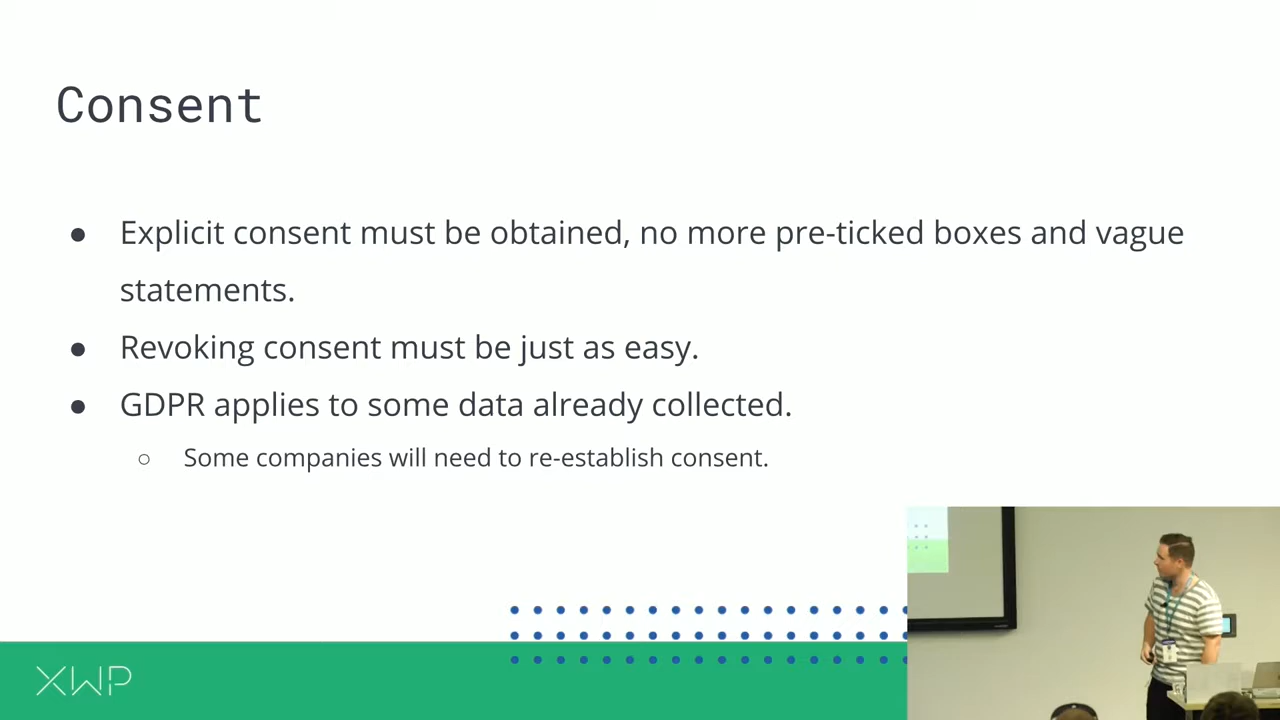 Consent
● Explicit consent must be obtained, no more pre-ticked boxes and vague
statements.
● Revoking consent must be just as easy.
● GDPR applies to some data already collected.
○ Some companies will need to re-establish consent.
XWP